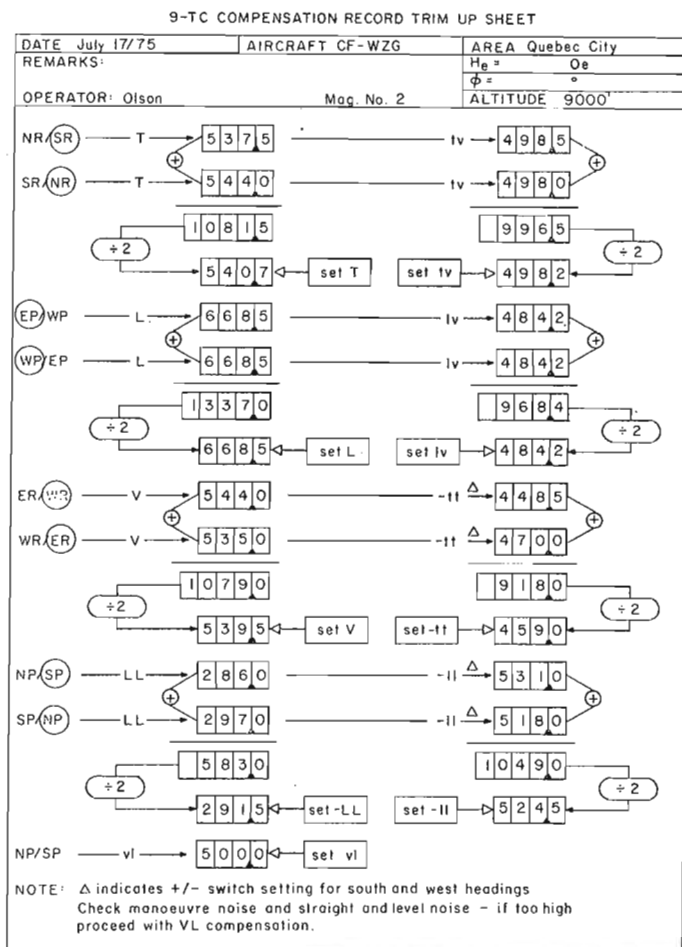 9-TC COMPENSATION RECORD TRIM UP SHEET
DATE July 17/75 AIRCRAFT CF-WZG AREA Quebec City
REMARKS: He = Oe
φ = °
OPERATOR: Olson Mag. No. 2 ALTITUDE 9000'
NR/SR T 5375 tv 4985
+ +
SR/NR T 5440 tv 4980
10815 9965
÷2 ÷2
5407 set T set tv 4982
EP/WP L 6685 lv 4842
+ +
WP/EP L 6685 lv 4842
13370 9684
÷2 ÷2
6685 set L set lv 4842
ER/WR V 5440 -tt Δ 4485
+ +
WR/ER V 5350 -tt Δ 4700
10790 9180
÷2 ÷2
5395 set V set-tt 4590
NP/SP LL 2860 -ll Δ 5310
+ +
SP/NP LL 2970 -ll Δ 5180
5830 10490
÷2 ÷2
2915 set-LL set-ll 5245
NP/SP vl 5000 set vl
NOTE: Δ indicates +/- switch setting for south and west headings
Check manoeuvre noise and straight and level noise - if too high
proceed with VL compensation.